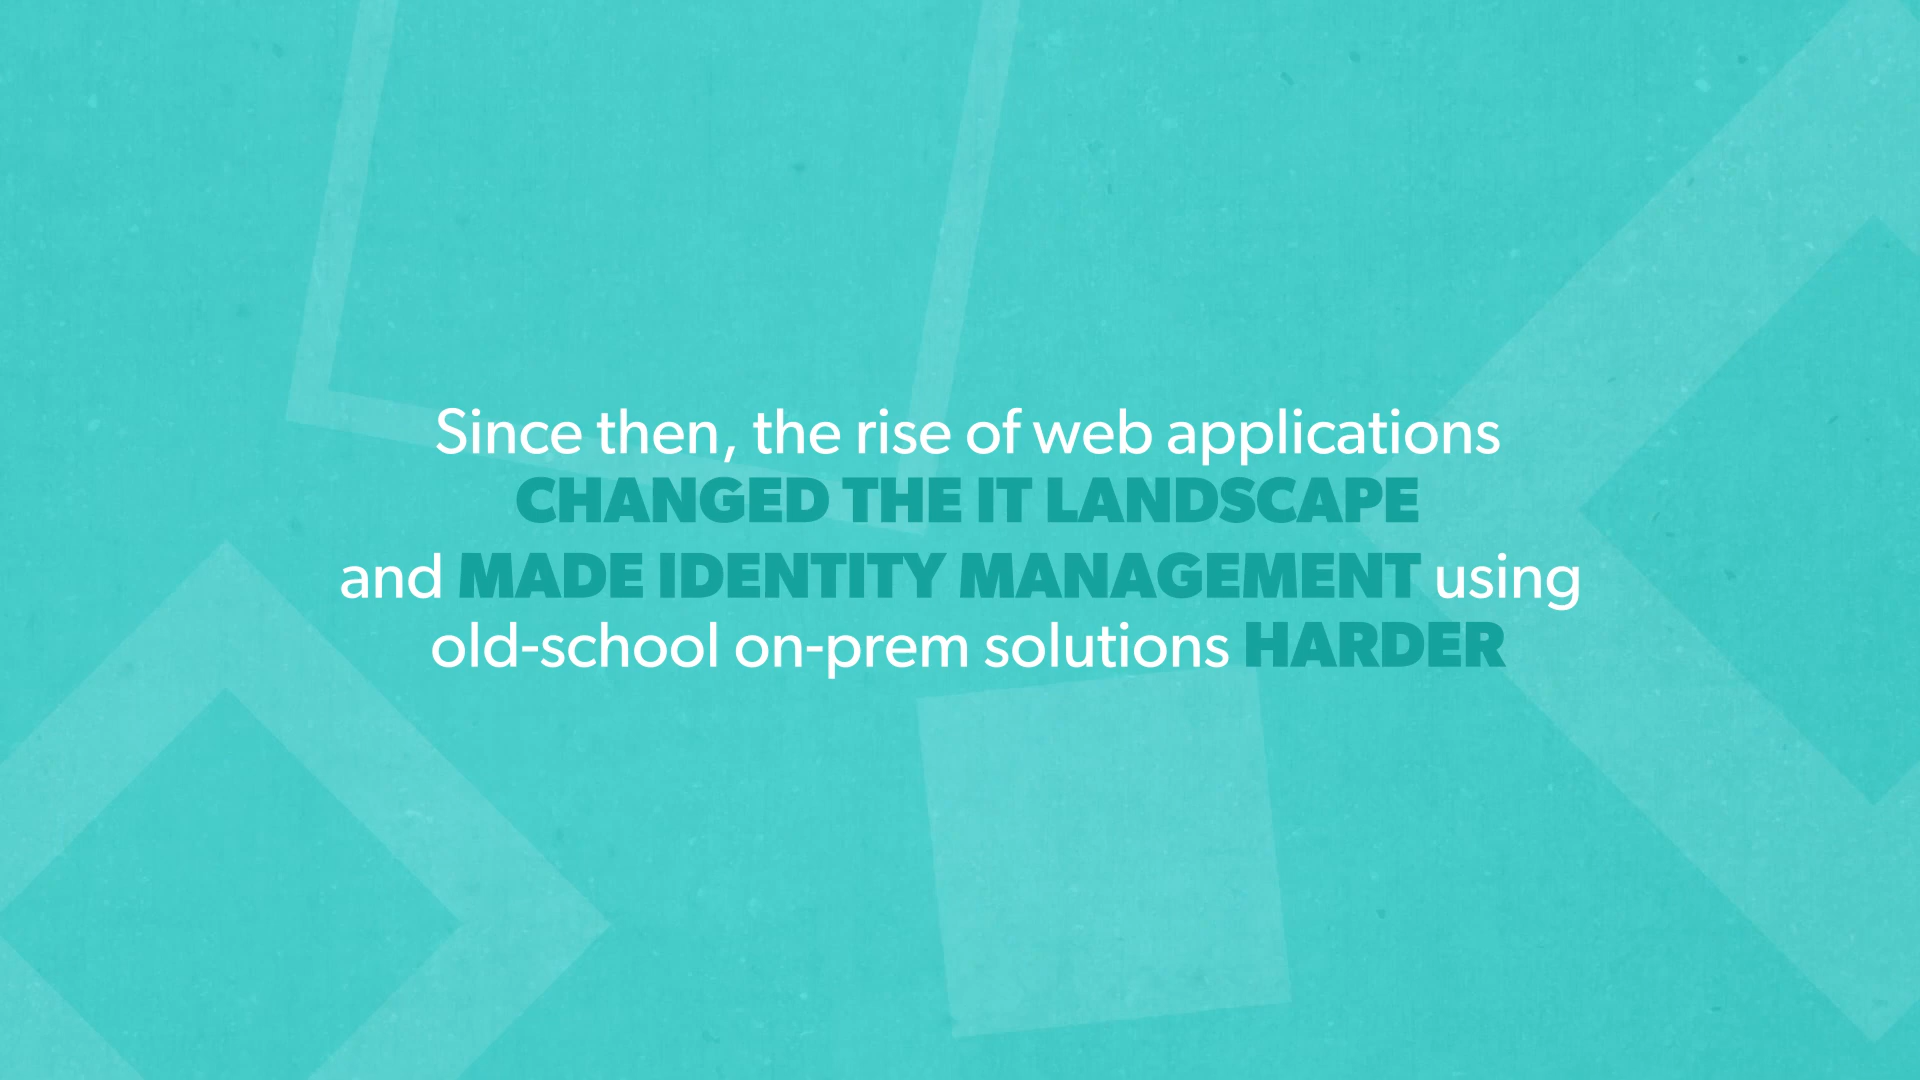 Since then, the rise of web applications
CHANGED THE IT LANDSCAPE
and MADE IDENTITY MANAGEMENT using
old-school on-prem solutions HARDER